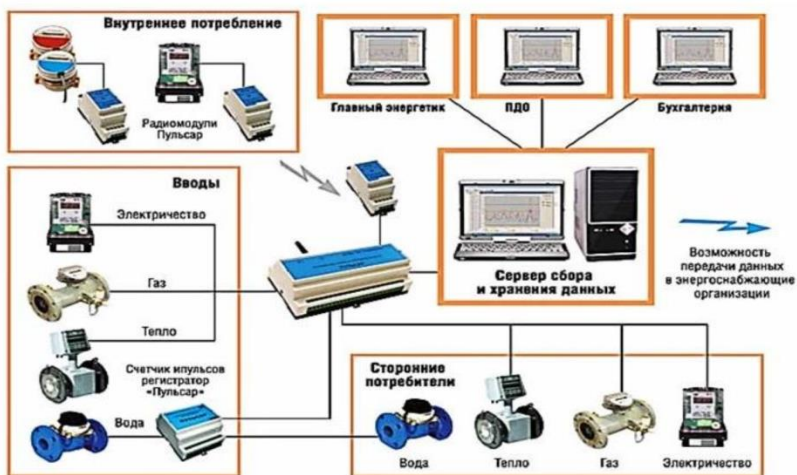 Внутреннее потребление
Радиомодули
Пульсар
Главный энергетик
ПДО
Бухгалтерия
Вводы
Электричество
Газ
Тепло
Счетчик ипульсов
регистратор
«Пульсар»
Вода
Сервер сбора
и хранения данных
Возможность
передачи данных
в энергоснабжающие
организации
Сторонние
потребители
Вода
Тепло
Газ
Электричество